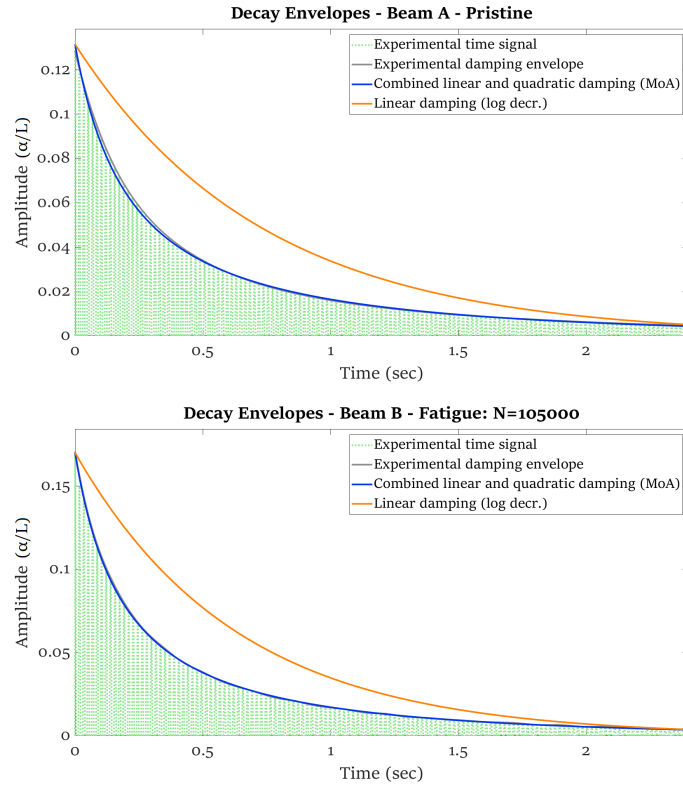 Decay Envelopes - Beam A - Pristine
Experimental time signal
Experimental damping envelope
Combined linear and quadratic damping (MoA)
Linear damping (log decr.)
Amplitude (α/L)
0.12
0.1
0.08
0.06
0.04
0.02
0
0 0.5 1 1.5 2
Time (sec)
Decay Envelopes - Beam B - Fatigue: N=105000
Experimental time signal
Experimental damping envelope
Combined linear and quadratic damping (MoA)
Linear damping (log decr.)
Amplitude (α/L)
0.15
0.1
0.05
0
0 0.5 1 1.5 2
Time (sec)